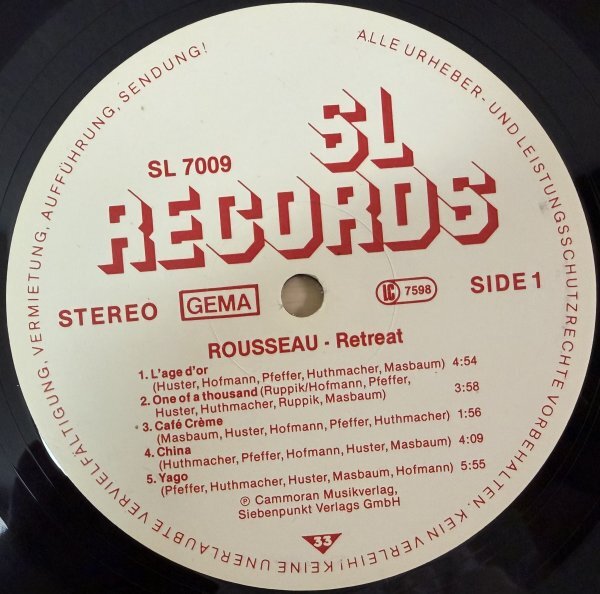 ALLE URHEBER- UND LEISTUNGSSCHUTZRECHTE VORBEHALTEN. KEIN VERLEIH! KEINE UNERLAUBTE VERVIELFÄLTIGUNG, VERMIETUNG, AUFFÜHRUNG, SENDUNG!
SL
SL 7009
RECORDS
STEREO GEMA LC 7598 SIDE 1
ROUSSEAU - Retreat
1. L'age d'or
(Huster, Hofmann, Pfeffer, Huthmacher, Masbaum) 4:54
2. One of a thousand (Ruppik/Hofmann, Pfeffer,
Huster, Huthmacher, Ruppik, Masbaum) 3:58
3. Café Crème
(Masbaum, Huster, Hofmann, Pfeffer, Huthmacher) 1:56
4. China
(Huthmacher, Pfeffer, Hofmann, Huster, Masbaum) 4:09
5. Yago
(Pfeffer, Huthmacher, Huster, Masbaum, Hofmann) 5:55
℗ Cammoran Musikverlag,
Siebenpunkt Verlags GmbH
33